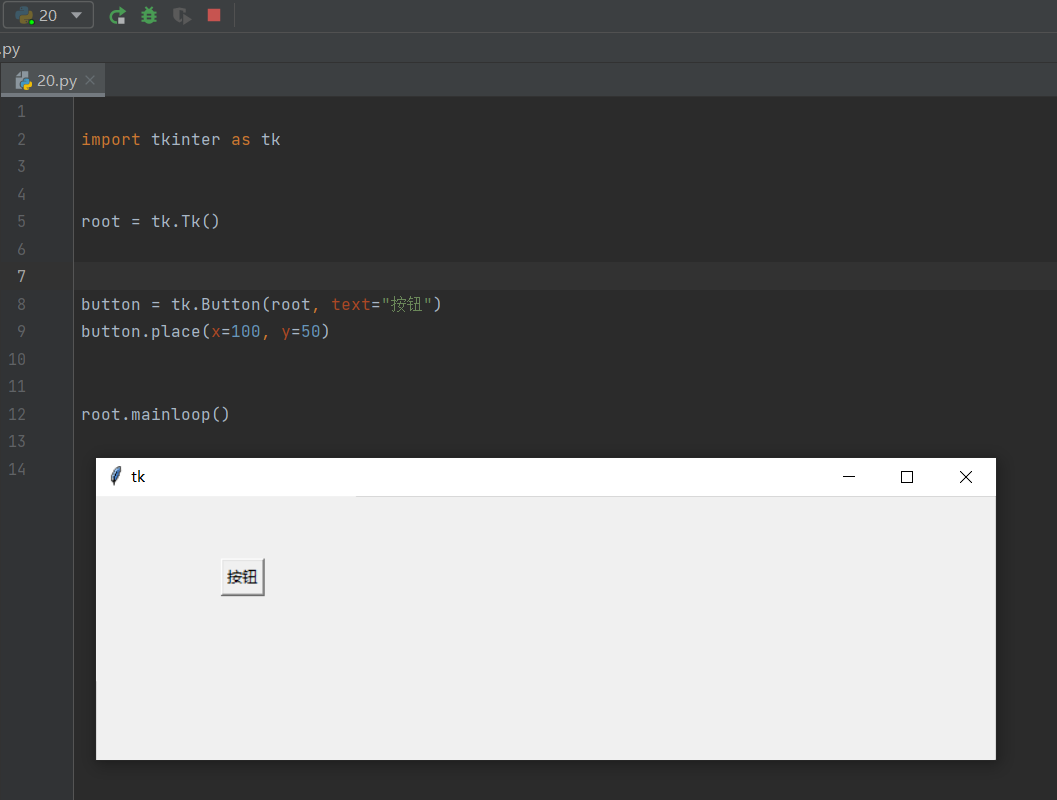 20
.py
20.py
1
2 import tkinter as tk
3
4
5 root = tk.Tk()
6
7
8 button = tk.Button(root, text="按钮")
9 button.place(x=100, y=50)
10
11
12 root.mainloop()
13
14
tk
按钮